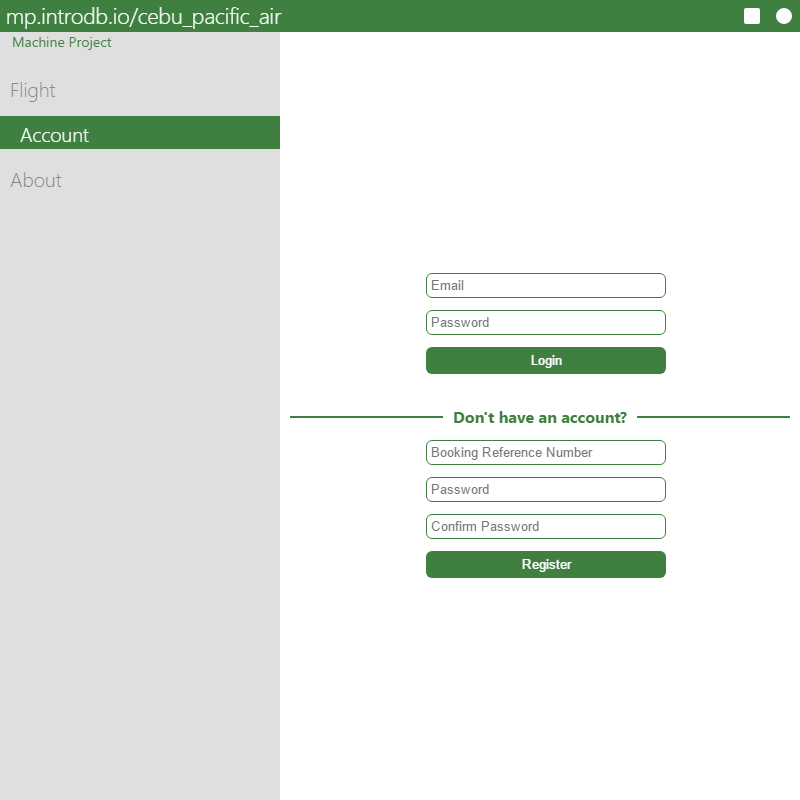 mp.introdb.io/cebu_pacific_air
Machine Project
Flight
Account
About
Email
Password
Login
Don't have an account?
Booking Reference Number
Password
Confirm Password
Register